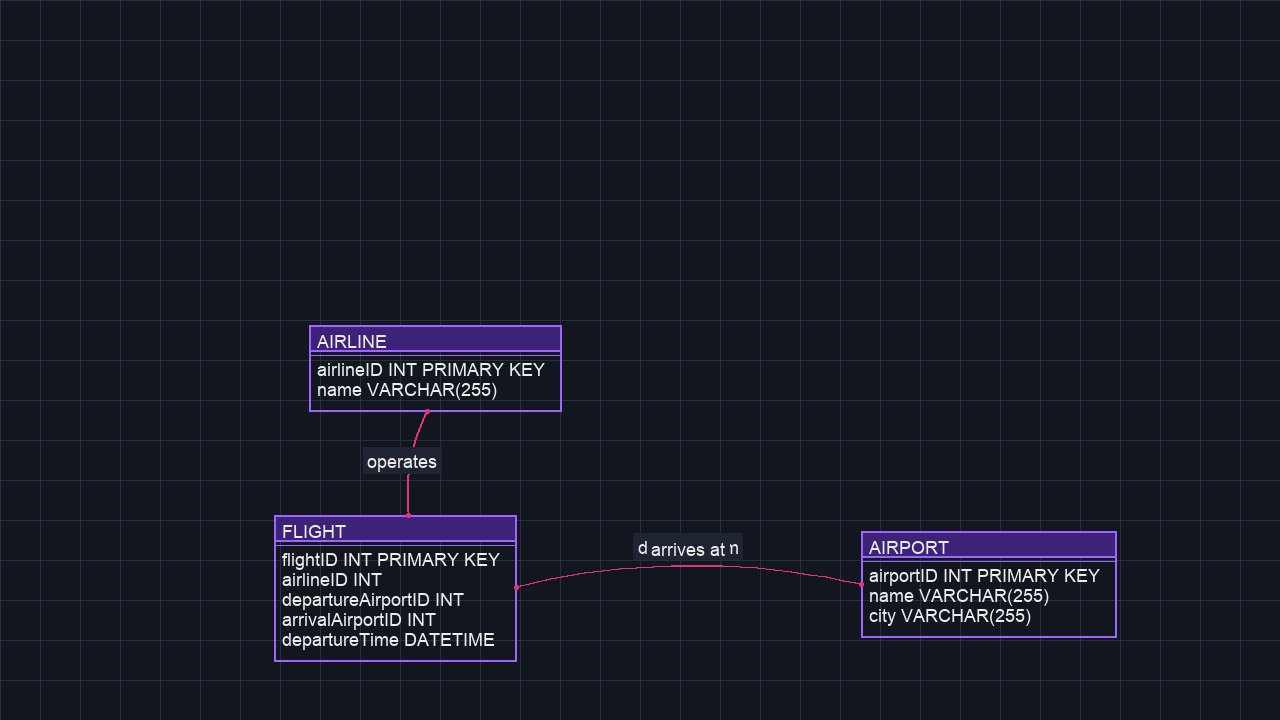 AIRLINE
airlineID INT PRIMARY KEY
name VARCHAR(255)
operates
FLIGHT
flightID INT PRIMARY KEY
airlineID INT
departureAirportID INT
arrivalAirportID INT
departureTime DATETIME
arrives at
AIRPORT
airportID INT PRIMARY KEY
name VARCHAR(255)
city VARCHAR(255)